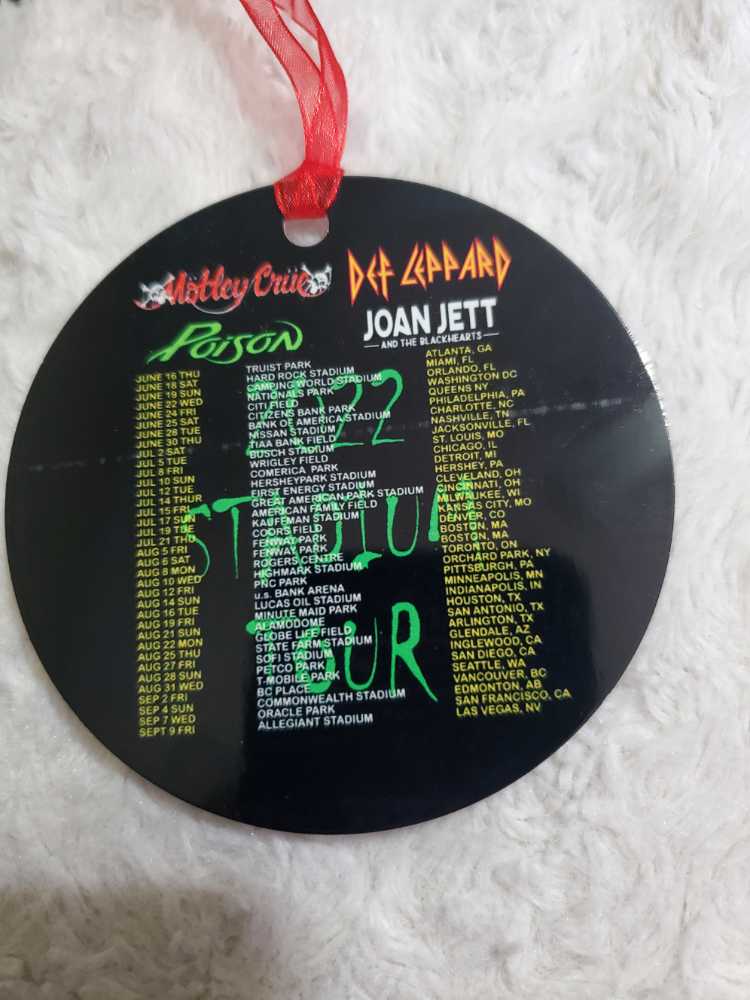 Mötley Crüe DEF LEPPARD
POISON JOAN JETT
AND THE BLACKHEARTS
JUNE 16 THU TRUIST PARK ATLANTA, GA
JUNE 18 SAT HARD ROCK STADIUM MIAMI, FL
JUNE 19 SUN CAMPING WORLD STADIUM ORLANDO, FL
JUNE 22 WED NATIONALS PARK WASHINGTON DC
JUNE 24 FRI CITI FIELD QUEENS NY
JUNE 25 SAT CITIZENS BANK PARK PHILADELPHIA, PA
JUNE 28 TUE BANK OF AMERICA STADIUM CHARLOTTE NC
JUNE 30 THU NISSAN STADIUM NASHVILLE, TN
JUL 2 SAT TIAA BANK FIELD JACKSONVILLE, FL
JUL 5 TUE BUSCH STADIUM ST. LOUIS, MO
JUL 8 FRI WRIGLEY FIELD CHICAGO, IL
JUL 10 SUN COMERICA PARK DETROIT, MI
JUL 12 TUE HERSHEYPARK STADIUM HERSHEY, PA
JUL 14 THUR FIRST ENERGY STADIUM CLEVELAND, OH
JUL 15 FRI GREAT AMERICAN PARK STADIUM CINCINNATI, OH
JUL 17 SUN AMERICAN FAMILY FIELD MILWAUKEE, WI
JUL 19 TUE KAUFFMAN STADIUM KANSAS CITY, MO
JUL 21 THU COORS FIELD DENVER, CO
AUG 5 FRI FENWAY PARK BOSTON, MA
AUG 6 SAT FENWAY PARK BOSTON, MA
AUG 8 MON ROGERS CENTRE TORONTO, ON
AUG 10 WED HIGHMARK STADIUM ORCHARD PARK, NY
AUG 12 FRI PNC PARK PITTSBURGH, PA
AUG 14 SUN u.s. BANK ARENA MINNEAPOLIS, MN
AUG 16 TUE LUCAS OIL STADIUM INDIANAPOLIS, IN
AUG 19 FRI MINUTE MAID PARK HOUSTON, TX
AUG 21 SUN ALAMODOME SAN ANTONIO, TX
AUG 22 MON GLOBE LIFE FIELD ARLINGTON, TX
AUG 25 THU STATE FARM STADIUM GLENDALE, AZ
AUG 27 FRI SOFI STADIUM INGLEWOOD, CA
AUG 28 SUN PETCO PARK SAN DIEGO, CA
AUG 31 WED T-MOBILE PARK SEATTLE, WA
SEP 2 FRI BC PLACE VANCOUVER, BC
SEP 4 SUN COMMONWEALTH STADIUM EDMONTON, AB
SEP 7 WED ORACLE PARK SAN FRANCISCO, CA
SEPT 9 FRI ALLEGIANT STADIUM LAS VEGAS, NV
2022
STADIUM
TOUR